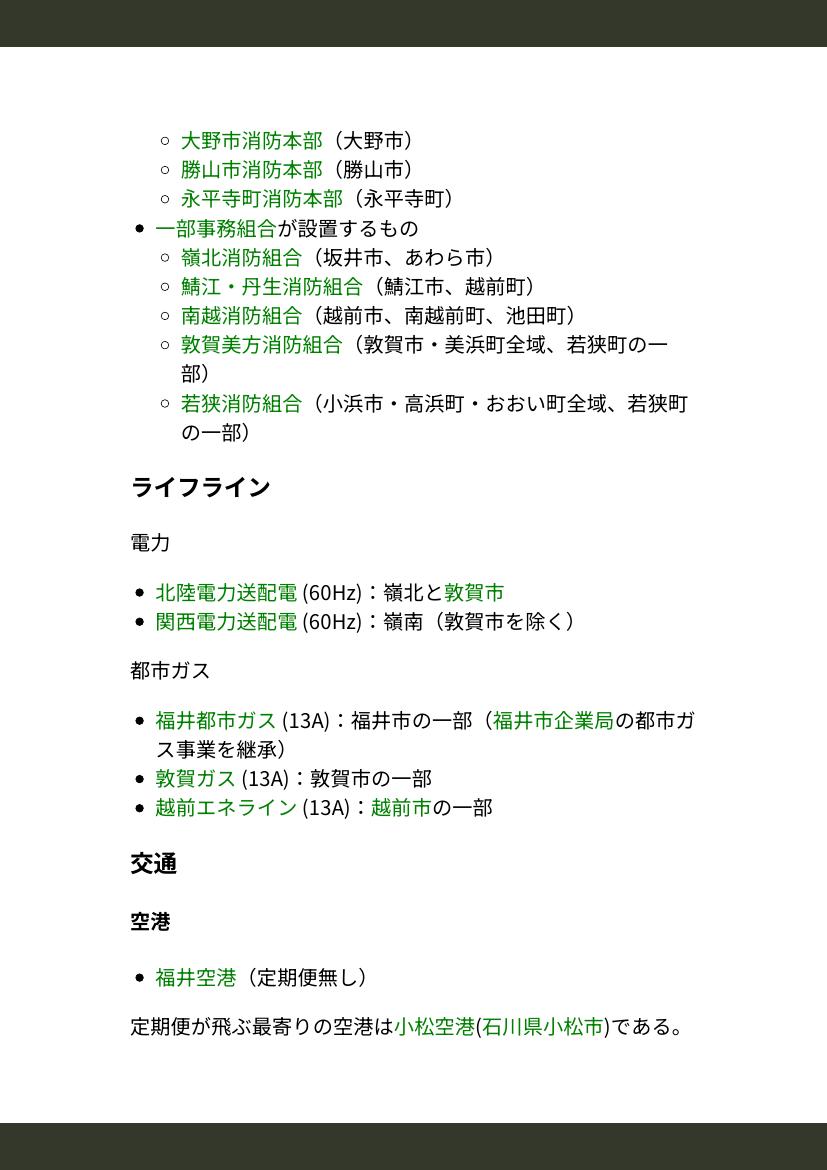 大野市消防本部（大野市）
勝山市消防本部（勝山市）
永平寺町消防本部（永平寺町）
一部事務組合が設置するもの
嶺北消防組合（坂井市、あわら市）
鯖江・丹生消防組合（鯖江市、越前町）
南越消防組合（越前市、南越前町、池田町）
敦賀美方消防組合（敦賀市・美浜町全域、若狭町の一
部）
若狭消防組合（小浜市・高浜町・おおい町全域、若狭町
の一部）
ライフライン
電力
北陸電力送配電 (60Hz)：嶺北と敦賀市
関西電力送配電 (60Hz)：嶺南（敦賀市を除く）
都市ガス
福井都市ガス (13A)：福井市の一部（福井市企業局の都市ガ
ス事業を継承）
敦賀ガス (13A)：敦賀市の一部
越前エネライン (13A)：越前市の一部
交通
空港
福井空港（定期便無し）
定期便が飛ぶ最寄りの空港は小松空港(石川県小松市)である。